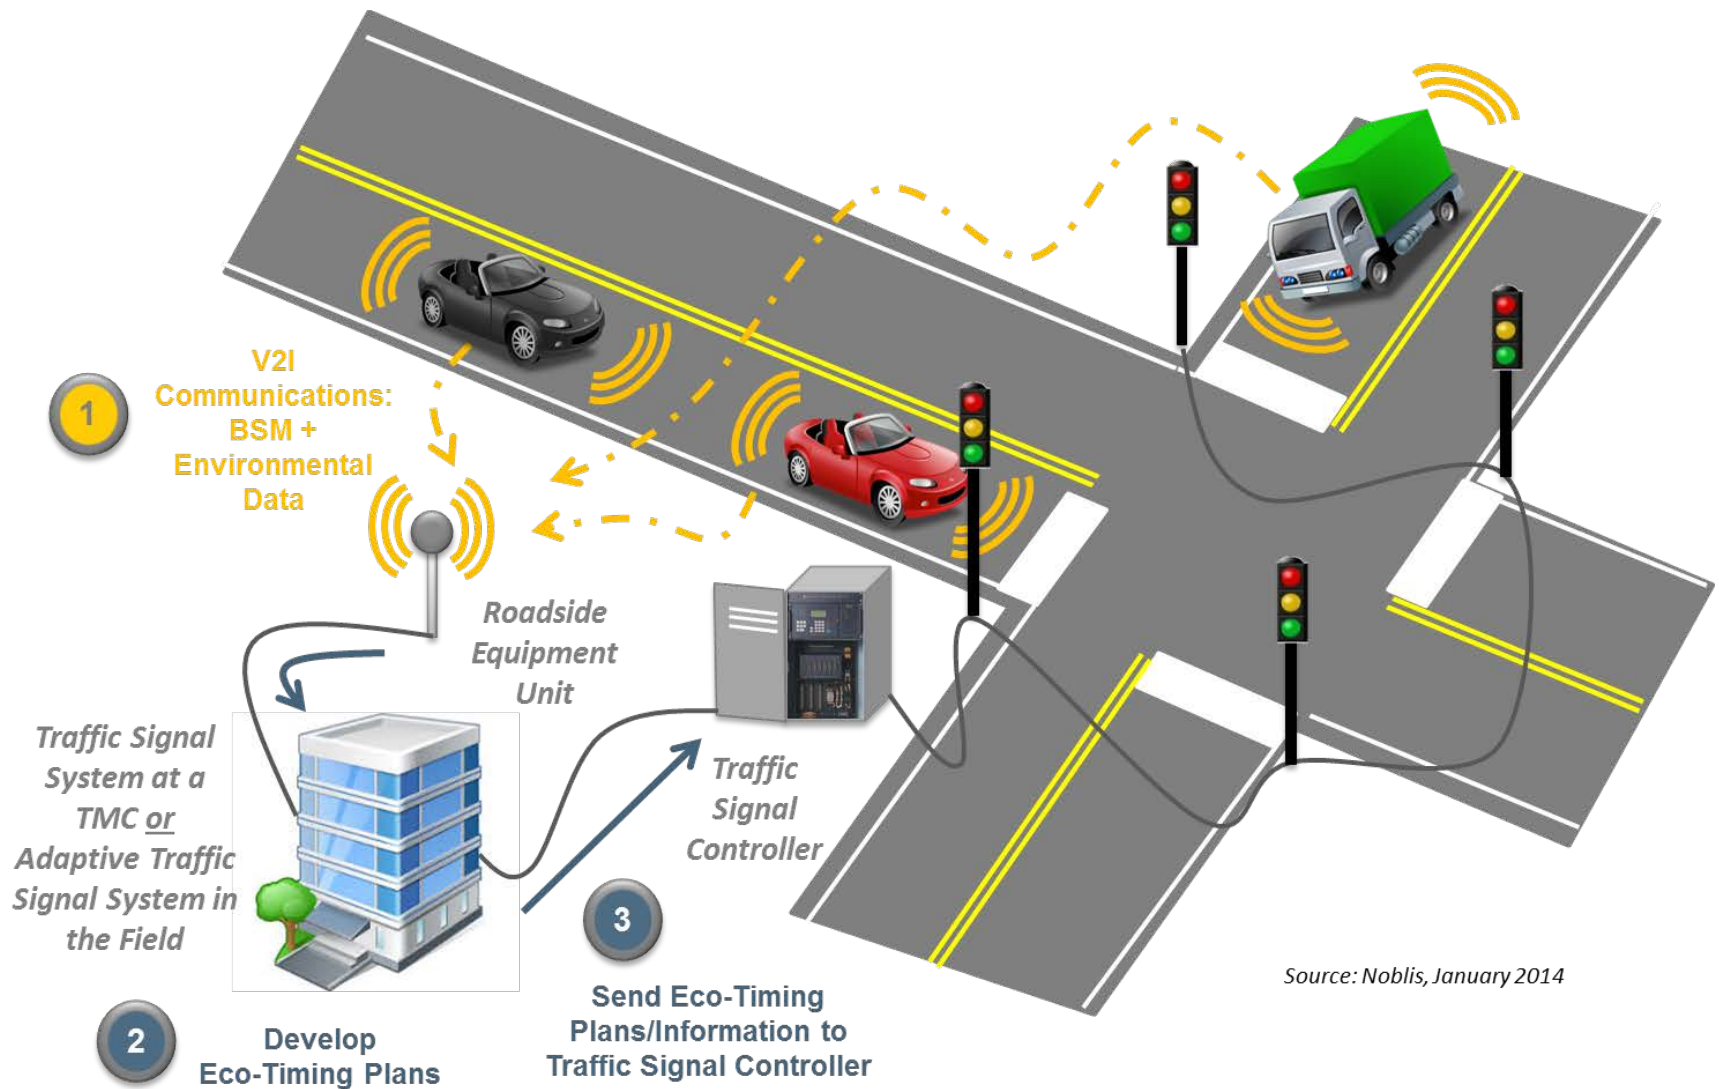 1
V2I
Communications:
BSM +
Environmental
Data
Roadside
Equipment
Unit
Traffic Signal
System at a
TMC or
Adaptive Traffic
Signal System in
the Field
Traffic
Signal
Controller
2
Develop
Eco-Timing Plans
3
Send Eco-Timing
Plans/Information to
Traffic Signal Controller
Source: Noblis, January 2014